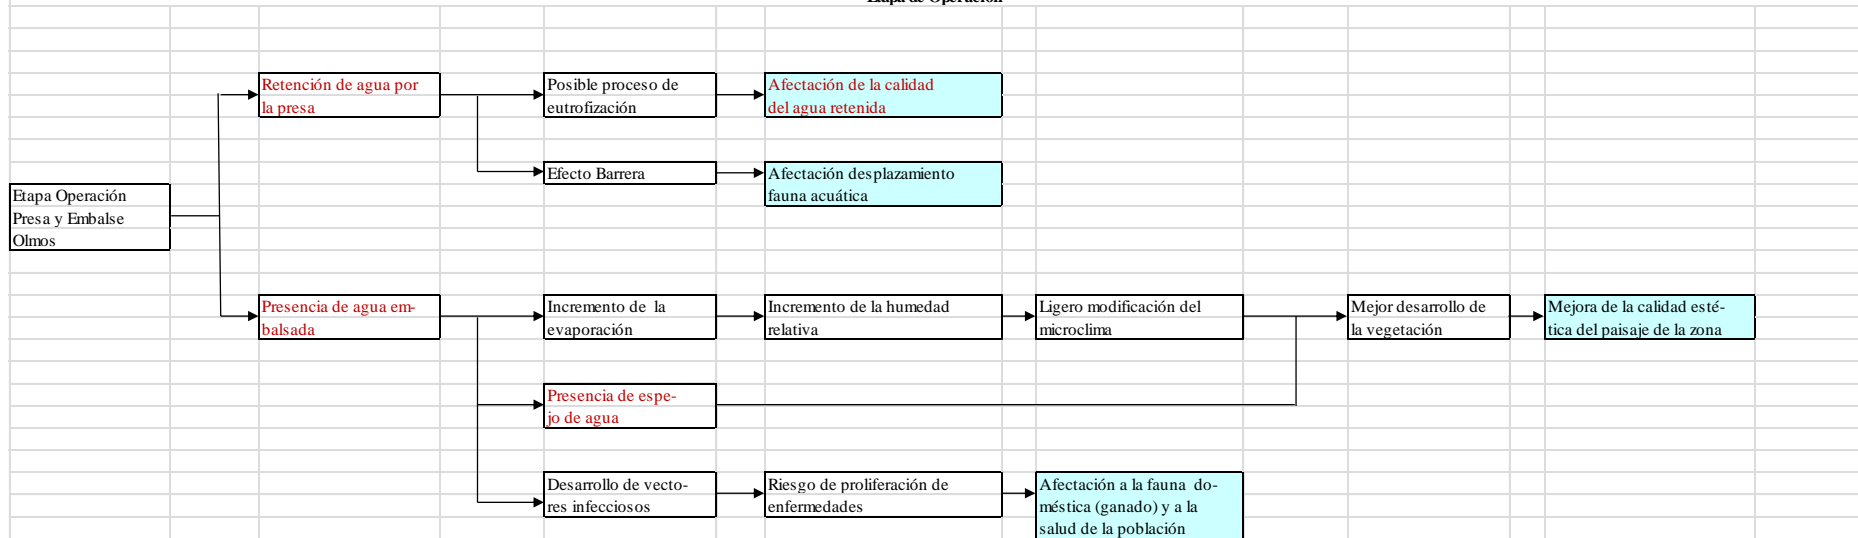 Etapa de Operación
Retención de agua por
la presa
Posible proceso de
eutrofización
Afectación de la calidad
del agua retenida
Efecto Barrera
Afectación desplazamiento
fauna acuática
Etapa Operación
Presa y Embalse
Olmos
Presencia de agua em-
balsada
Incremento de la
evaporación
Incremento de la humedad
relativa
Ligero modificación del
microclima
Mejor desarrollo de
la vegetación
Mejora de la calidad esté-
tica del paisaje de la zona
Presencia de espe-
jo de agua
Desarrollo de vecto-
res infecciosos
Riesgo de proliferación de
enfermedades
Afectación a la fauna do-
méstica (ganado) y a la
salud de la población